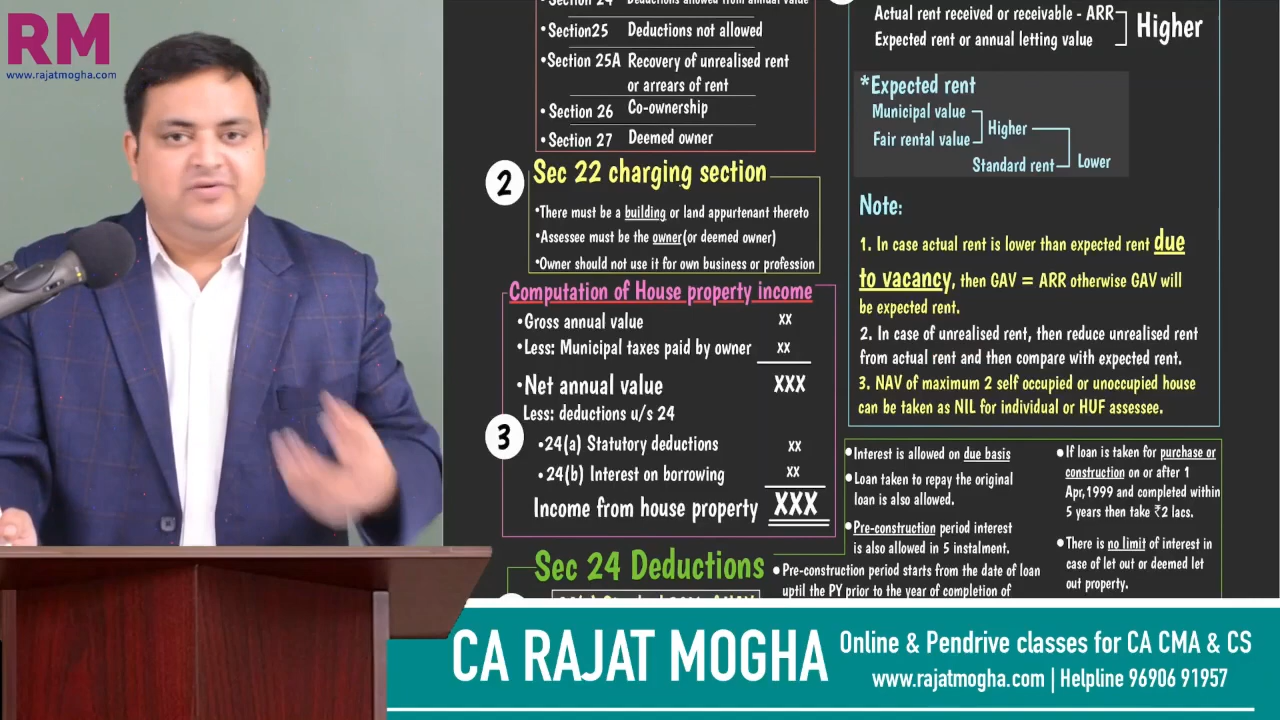 RM
www.rajatmogha.com
•Section 24 Deductions allowed from annual value
•Section25 Deductions not allowed
•Section 25A Recovery of unrealised rent
or arrears of rent
•Section 26 Co-ownership
•Section 27 Deemed owner
2 Sec 22 charging section
•There must be a building or land appurtenant thereto
•Assessee must be the owner(or deemed owner)
•Owner should not use it for own business or profession
Computation of House property income
•Gross annual value xx
•Less: Municipal taxes paid by owner xx
•Net annual value XXX
Less: deductions u/s 24
3
•24(a) Statutory deductions xx
•24(b) Interest on borrowing xx
Income from house property XXX
Sec 24 Deductions
Actual rent received or receivable - ARR
Expected rent or annual letting value
Higher
*Expected rent
Municipal value
Fair rental value
Higher
Standard rent
Lower
Note:
1. In case actual rent is lower than expected rent due
to vacancy, then GAV = ARR otherwise GAV will
be expected rent.
2. In case of unrealised rent, then reduce unrealised rent
from actual rent and then compare with expected rent.
3. NAV of maximum 2 self occupied or unoccupied house
can be taken as NIL for individual or HUF assessee.
•Interest is allowed on due basis
•Loan taken to repay the original
loan is also allowed.
•Pre-construction period interest
is also allowed in 5 instalment.
•Pre-construction period starts from the date of loan
uptil the PY prior to the year of completion of
•If loan is taken for purchase or
construction on or after 1
Apr,1999 and completed within
5 years then take ₹2 lacs.
•There is no limit of interest in
case of let out or deemed let
out property.
CA RAJAT MOGHA
Online & Pendrive classes for CA CMA & CS
www.rajatmogha.com | Helpline 96906 91957